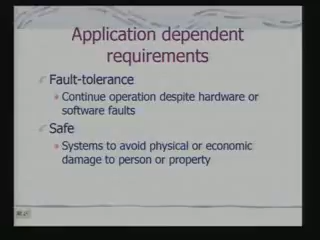 Application dependent
requirements
Fault-tolerance
Continue operation despite hardware or
software faults
Safe
Systems to avoid physical or economic
damage to person or property